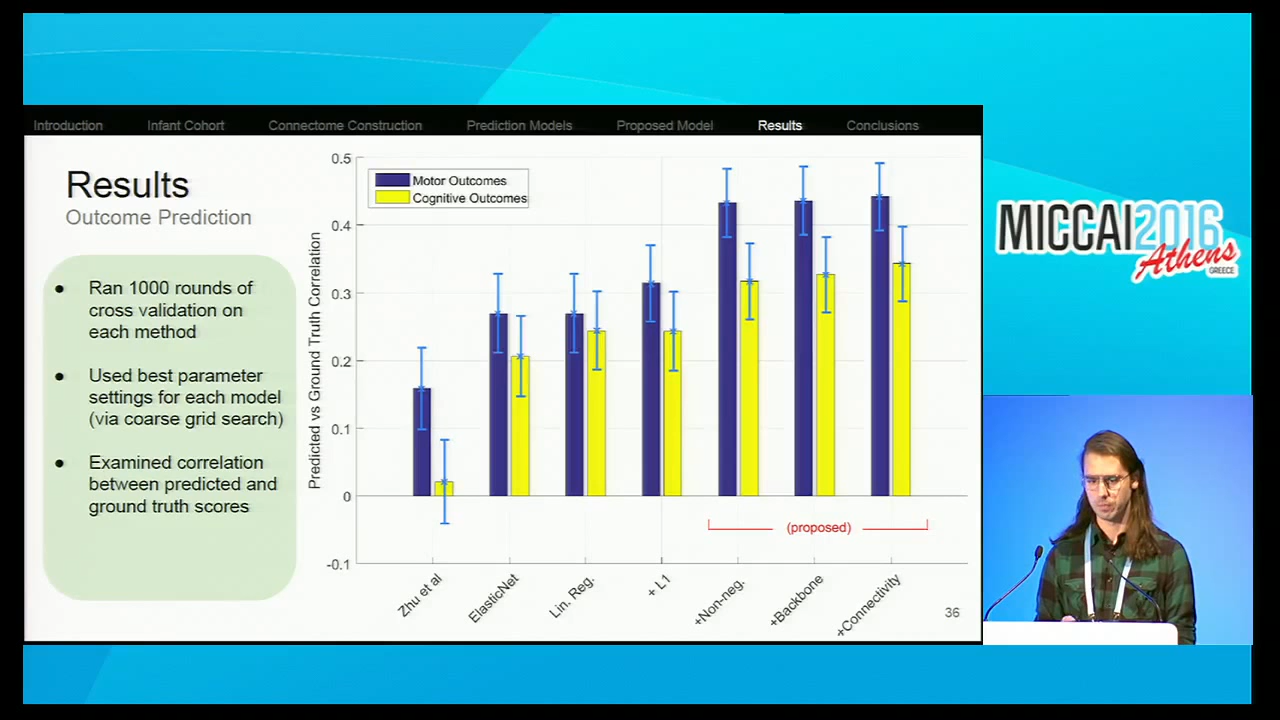 Introduction Infant Cohort Connectome Construction Prediction Models Proposed Model Results Conclusions
Results
Outcome Prediction
● Ran 1000 rounds of
cross validation on
each method
● Used best parameter
settings for each model
(via coarse grid search)
● Examined correlation
between predicted and
ground truth scores
Predicted vs Ground Truth Correlation
0.5
0.4
0.3
0.2
0.1
0
-0.1
Motor Outcomes
Cognitive Outcomes
(proposed)
Zhu et al
ElasticNet
Lin. Reg.
+ L1
+Non-neg.
+Backbone
+Connectivity
36
MICCAI2016
Athens
GREECE